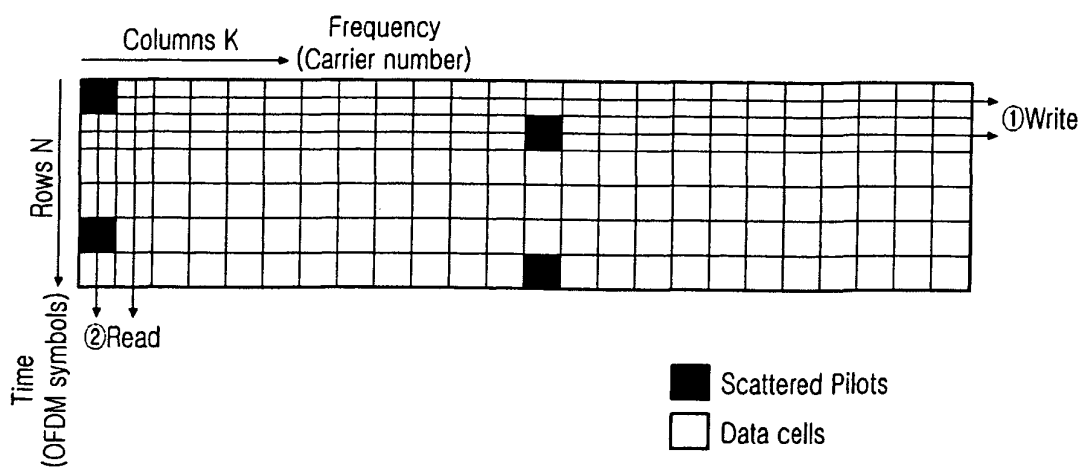 Columns K
Frequency
(Carrier number)
①Write
Rows N
Time
(OFDM symbols)
②Read
Scattered Pilots
Data cells